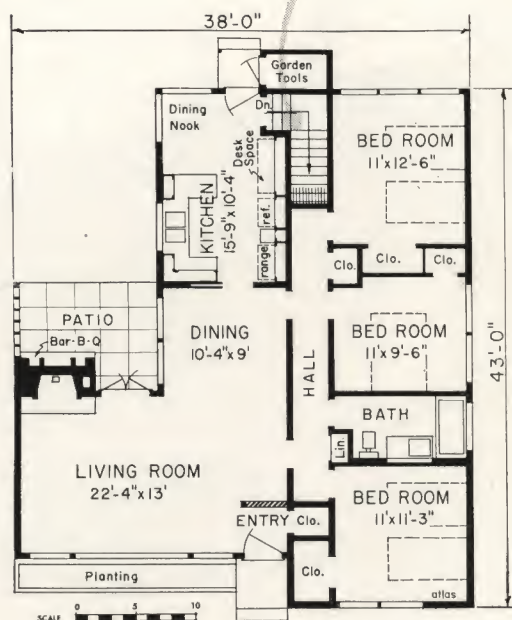 38'-0"
Garden
Tools
Dining
Nook
Dn.
Desk
Space
BED ROOM
11'x12'-6"
KITCHEN
15'-9"x10'-4"
ref.
range
Clo.
Clo.
Clo.
PATIO
Bar-B-Q
DINING
10'-4"x9'
HALL
BED ROOM
11'x9'-6"
43'-0"
BATH
Lin.
LIVING ROOM
22'-4"x13'
ENTRY
Clo.
BED ROOM
11'x11'-3"
Clo.
Planting
atlas
SCALE
0 5 10